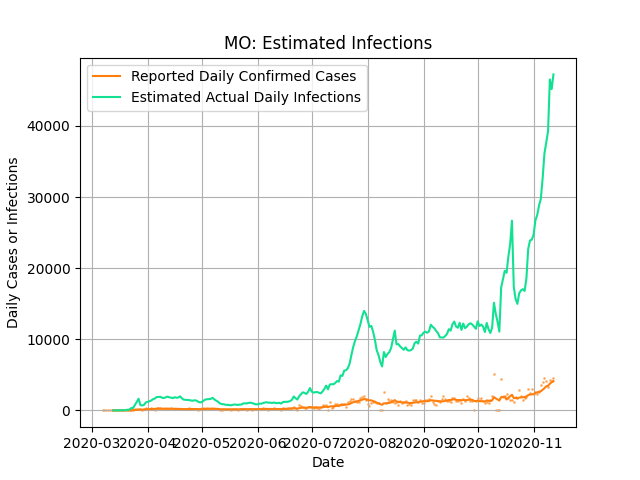 MO: Estimated Infections
Reported Daily Confirmed Cases
Estimated Actual Daily Infections
Daily Cases or Infections
40000
30000
20000
10000
0
2020-03 2020-04 2020-05 2020-06 2020-07 2020-08 2020-09 2020-10 2020-11
Date